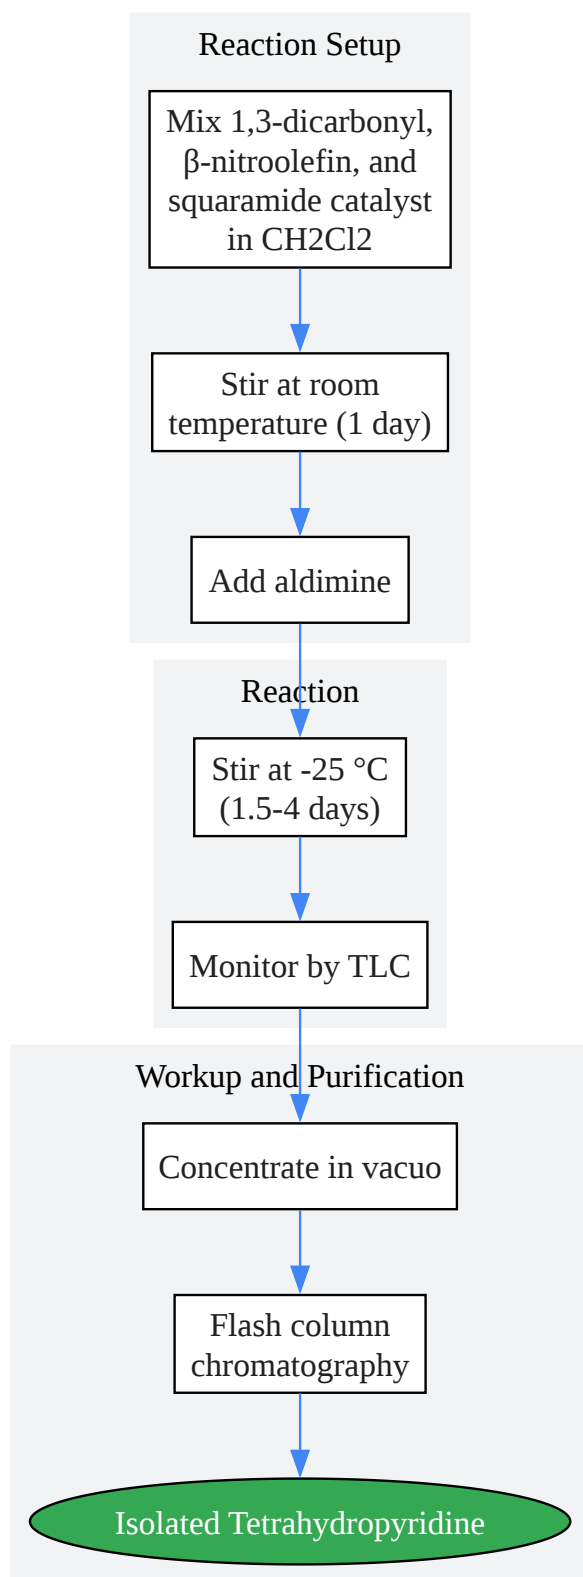 Reaction Setup
Mix 1,3-dicarbonyl,
β-nitroolefin, and
squaramide catalyst
in CH2Cl2
Stir at room
temperature (1 day)
Add aldimine
Reaction
Stir at -25 °C
(1.5-4 days)
Monitor by TLC
Workup and Purification
Concentrate in vacuo
Flash column
chromatography
Isolated Tetrahydropyridine